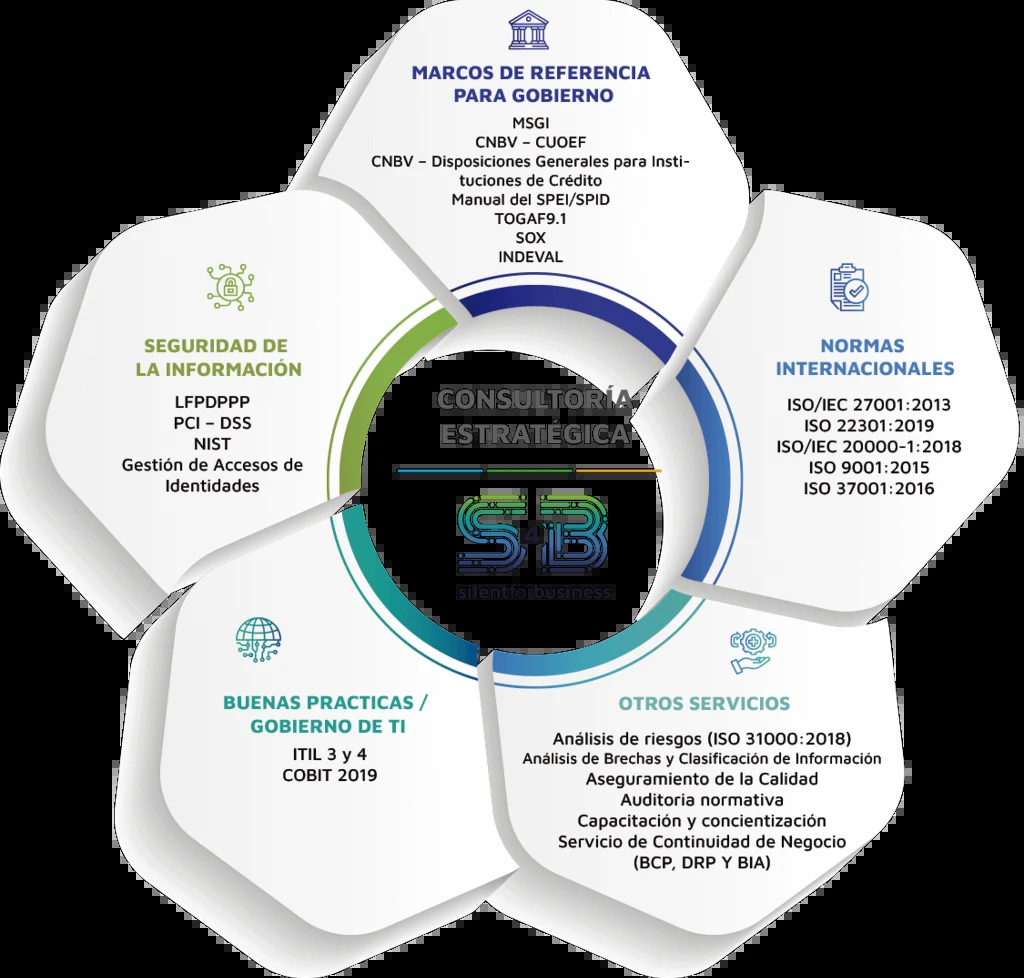 MARCOS DE REFERENCIA
PARA GOBIERNO
MSGI
CNBV – CUOEF
CNBV – Disposiciones Generales para Insti-
tuciones de Crédito
Manual del SPEI/SPID
TOGAF9.1
SOX
INDEVAL
SEGURIDAD DE
LA INFORMACIÓN
LFPDPPP
PCI – DSS
NIST
Gestión de Accesos de
Identidades
NORMAS
INTERNACIONALES
ISO/IEC 27001:2013
ISO 22301:2019
ISO/IEC 20000-1:2018
ISO 9001:2015
ISO 37001:2016
CONSULTORÍA
ESTRATÉGICA
S4B
silentforbusiness
BUENAS PRACTICAS /
GOBIERNO DE TI
ITIL 3 y 4
COBIT 2019
OTROS SERVICIOS
Análisis de riesgos (ISO 31000:2018)
Análisis de Brechas y Clasificación de Información
Aseguramiento de la Calidad
Auditoria normativa
Capacitación y concientización
Servicio de Continuidad de Negocio
(BCP, DRP Y BIA)